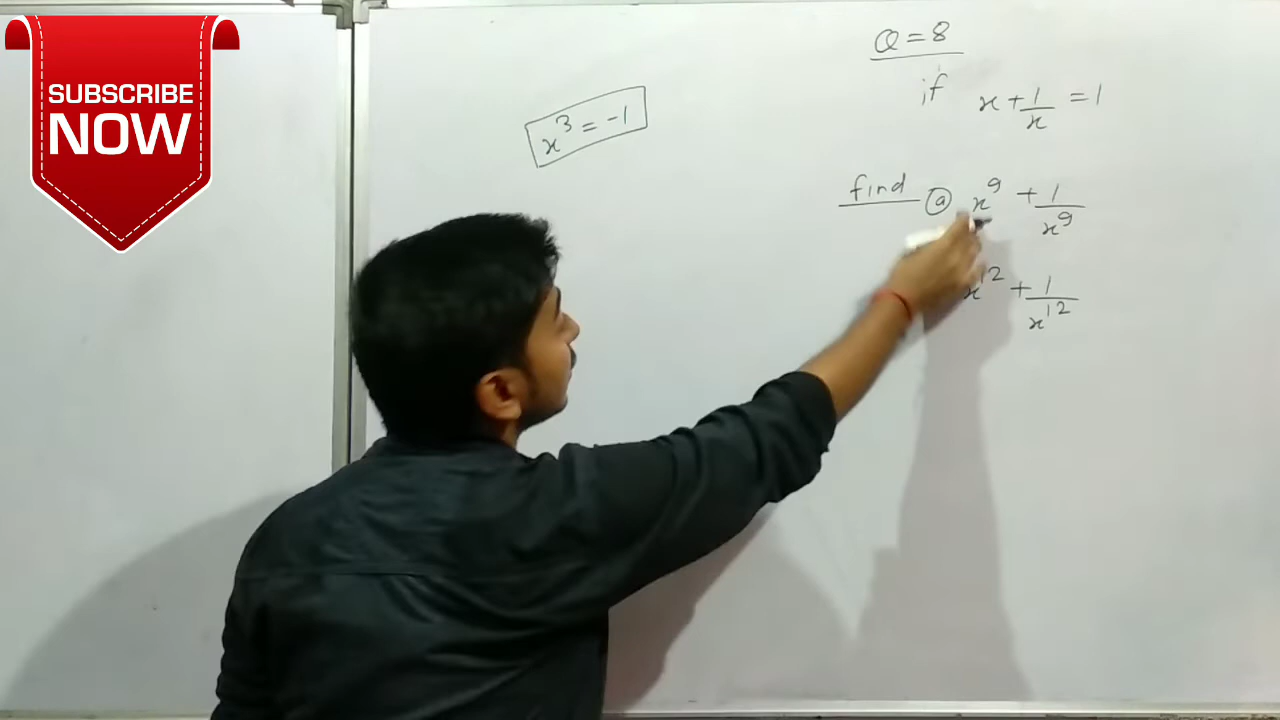 SUBSCRIBE
NOW
Q=8
if x + 1/x = 1
x³ = -1
find ⓐ x⁹ + 1/x⁹
x¹² + 1/x¹²